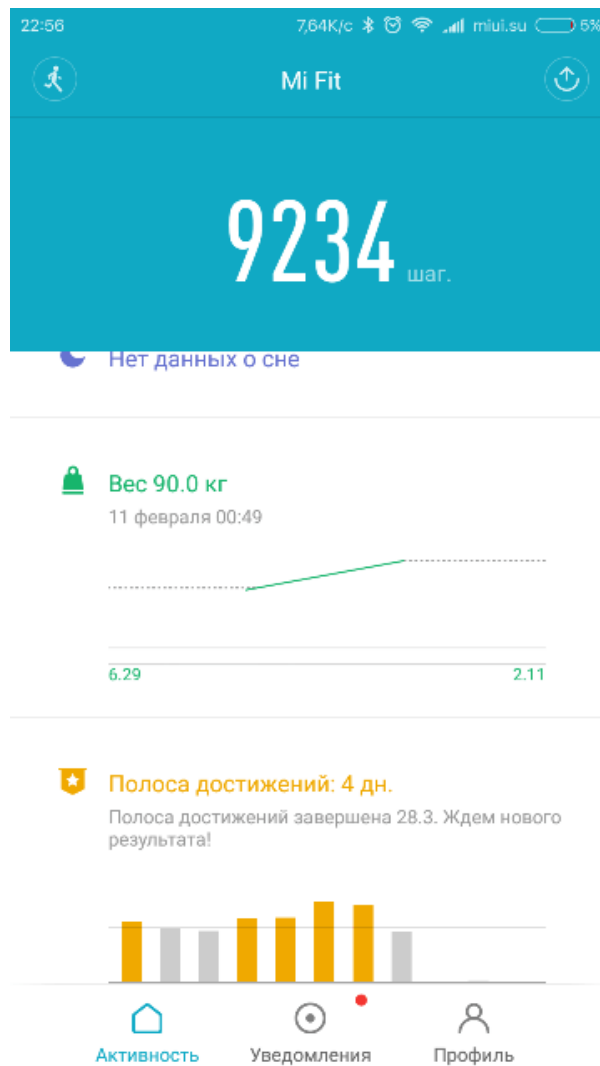 22:56 7,64K/c miui.su 5%
Mi Fit
9234 шаг.
Нет данных о сне
Вес 90.0 кг
11 февраля 00:49
6.29 2.11
Полоса достижений: 4 дн.
Полоса достижений завершена 28.3. Ждем нового
результата!
Активность Уведомления Профиль